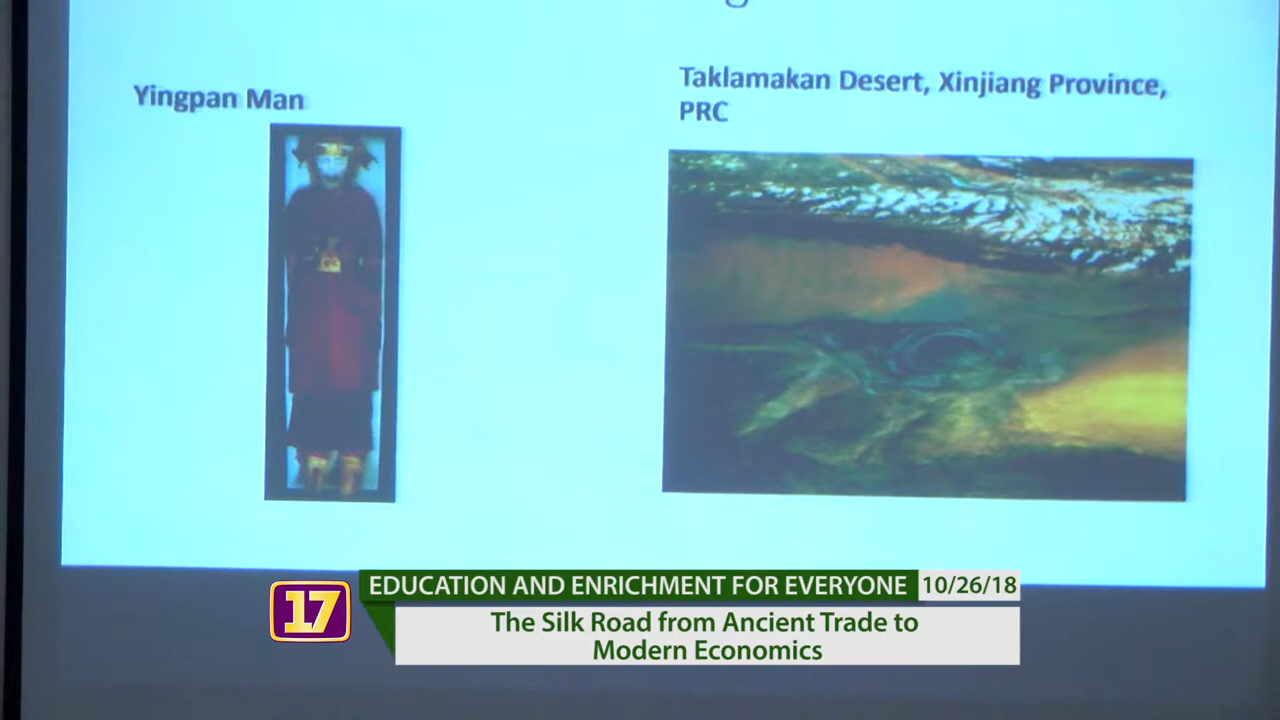 Yingpan Man
Taklamakan Desert, Xinjiang Province,
PRC
17
EDUCATION AND ENRICHMENT FOR EVERYONE
10/26/18
The Silk Road from Ancient Trade to
Modern Economics